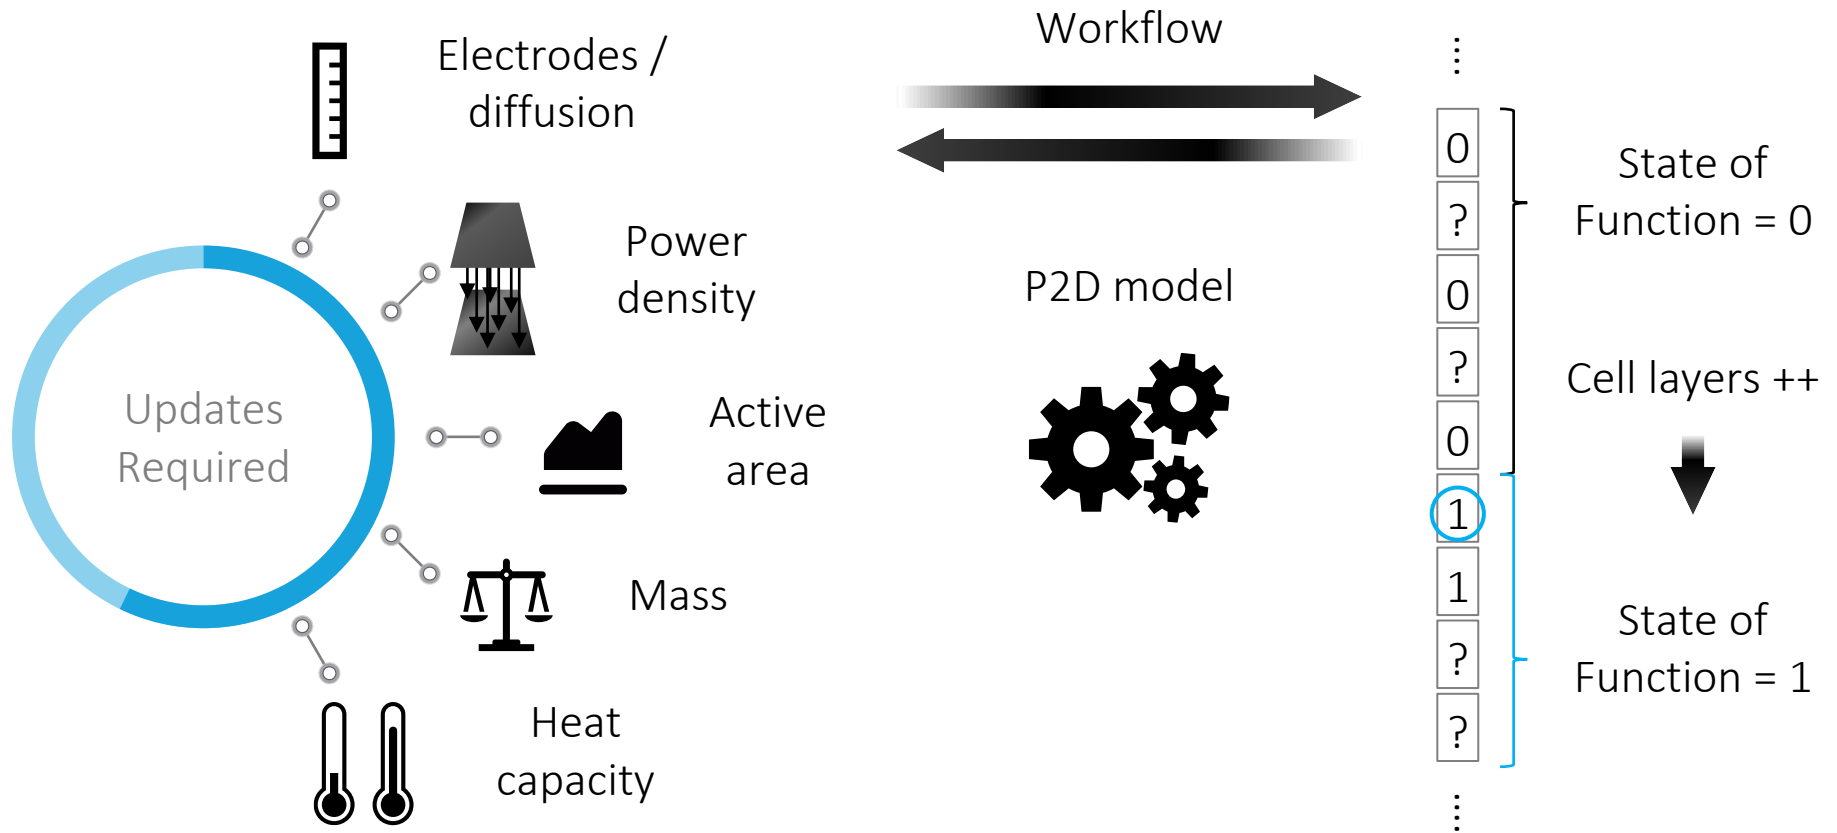 Electrodes /
diffusion
Power
density
Updates
Required
Active
area
Mass
Heat
capacity
Workflow
P2D model
0
?
0
?
0
1
1
?
?
State of
Function = 0
Cell layers ++
State of
Function = 1